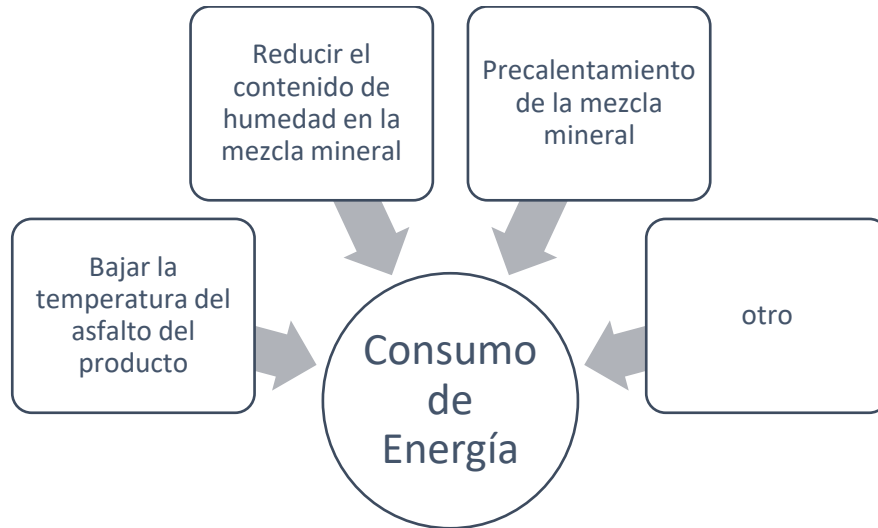 Reducir el
contenido de
humedad en la
mezcla mineral
Precalentamiento
de la mezcla
mineral
Bajar la
temperatura del
asfalto del
producto
otro
Consumo
de
Energía